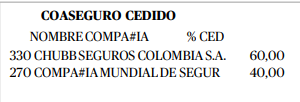 COASEGURO CEDIDO
NOMBRE COMPA#IA % CED
330 CHUBB SEGUROS COLOMBIA S.A. 60,00
270 COMPA#IA MUNDIAL DE SEGUR 40,00